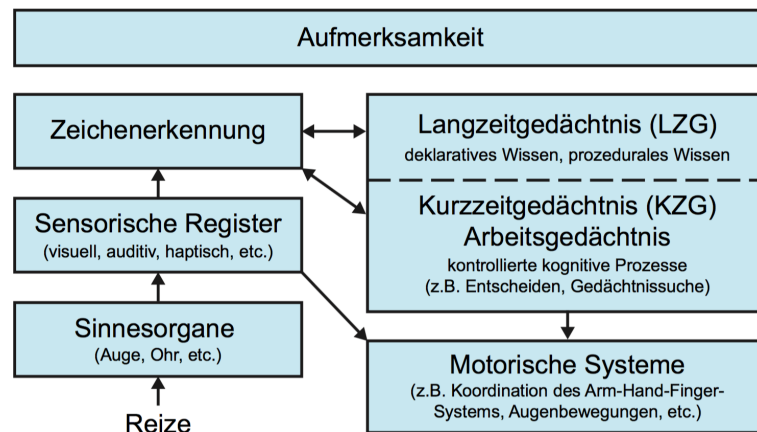 Aufmerksamkeit
Zeichenerkennung
Langzeitgedächtnis (LZG)
deklaratives Wissen, prozedurales Wissen
Sensorische Register
(visuell, auditiv, haptisch, etc.)
Kurzzeitgedächtnis (KZG)
Arbeitsgedächtnis
kontrollierte kognitive Prozesse
(z.B. Entscheiden, Gedächtnissuche)
Sinnesorgane
(Auge, Ohr, etc.)
Motorische Systeme
(z.B. Koordination des Arm-Hand-Finger-
Systems, Augenbewegungen, etc.)
Reize